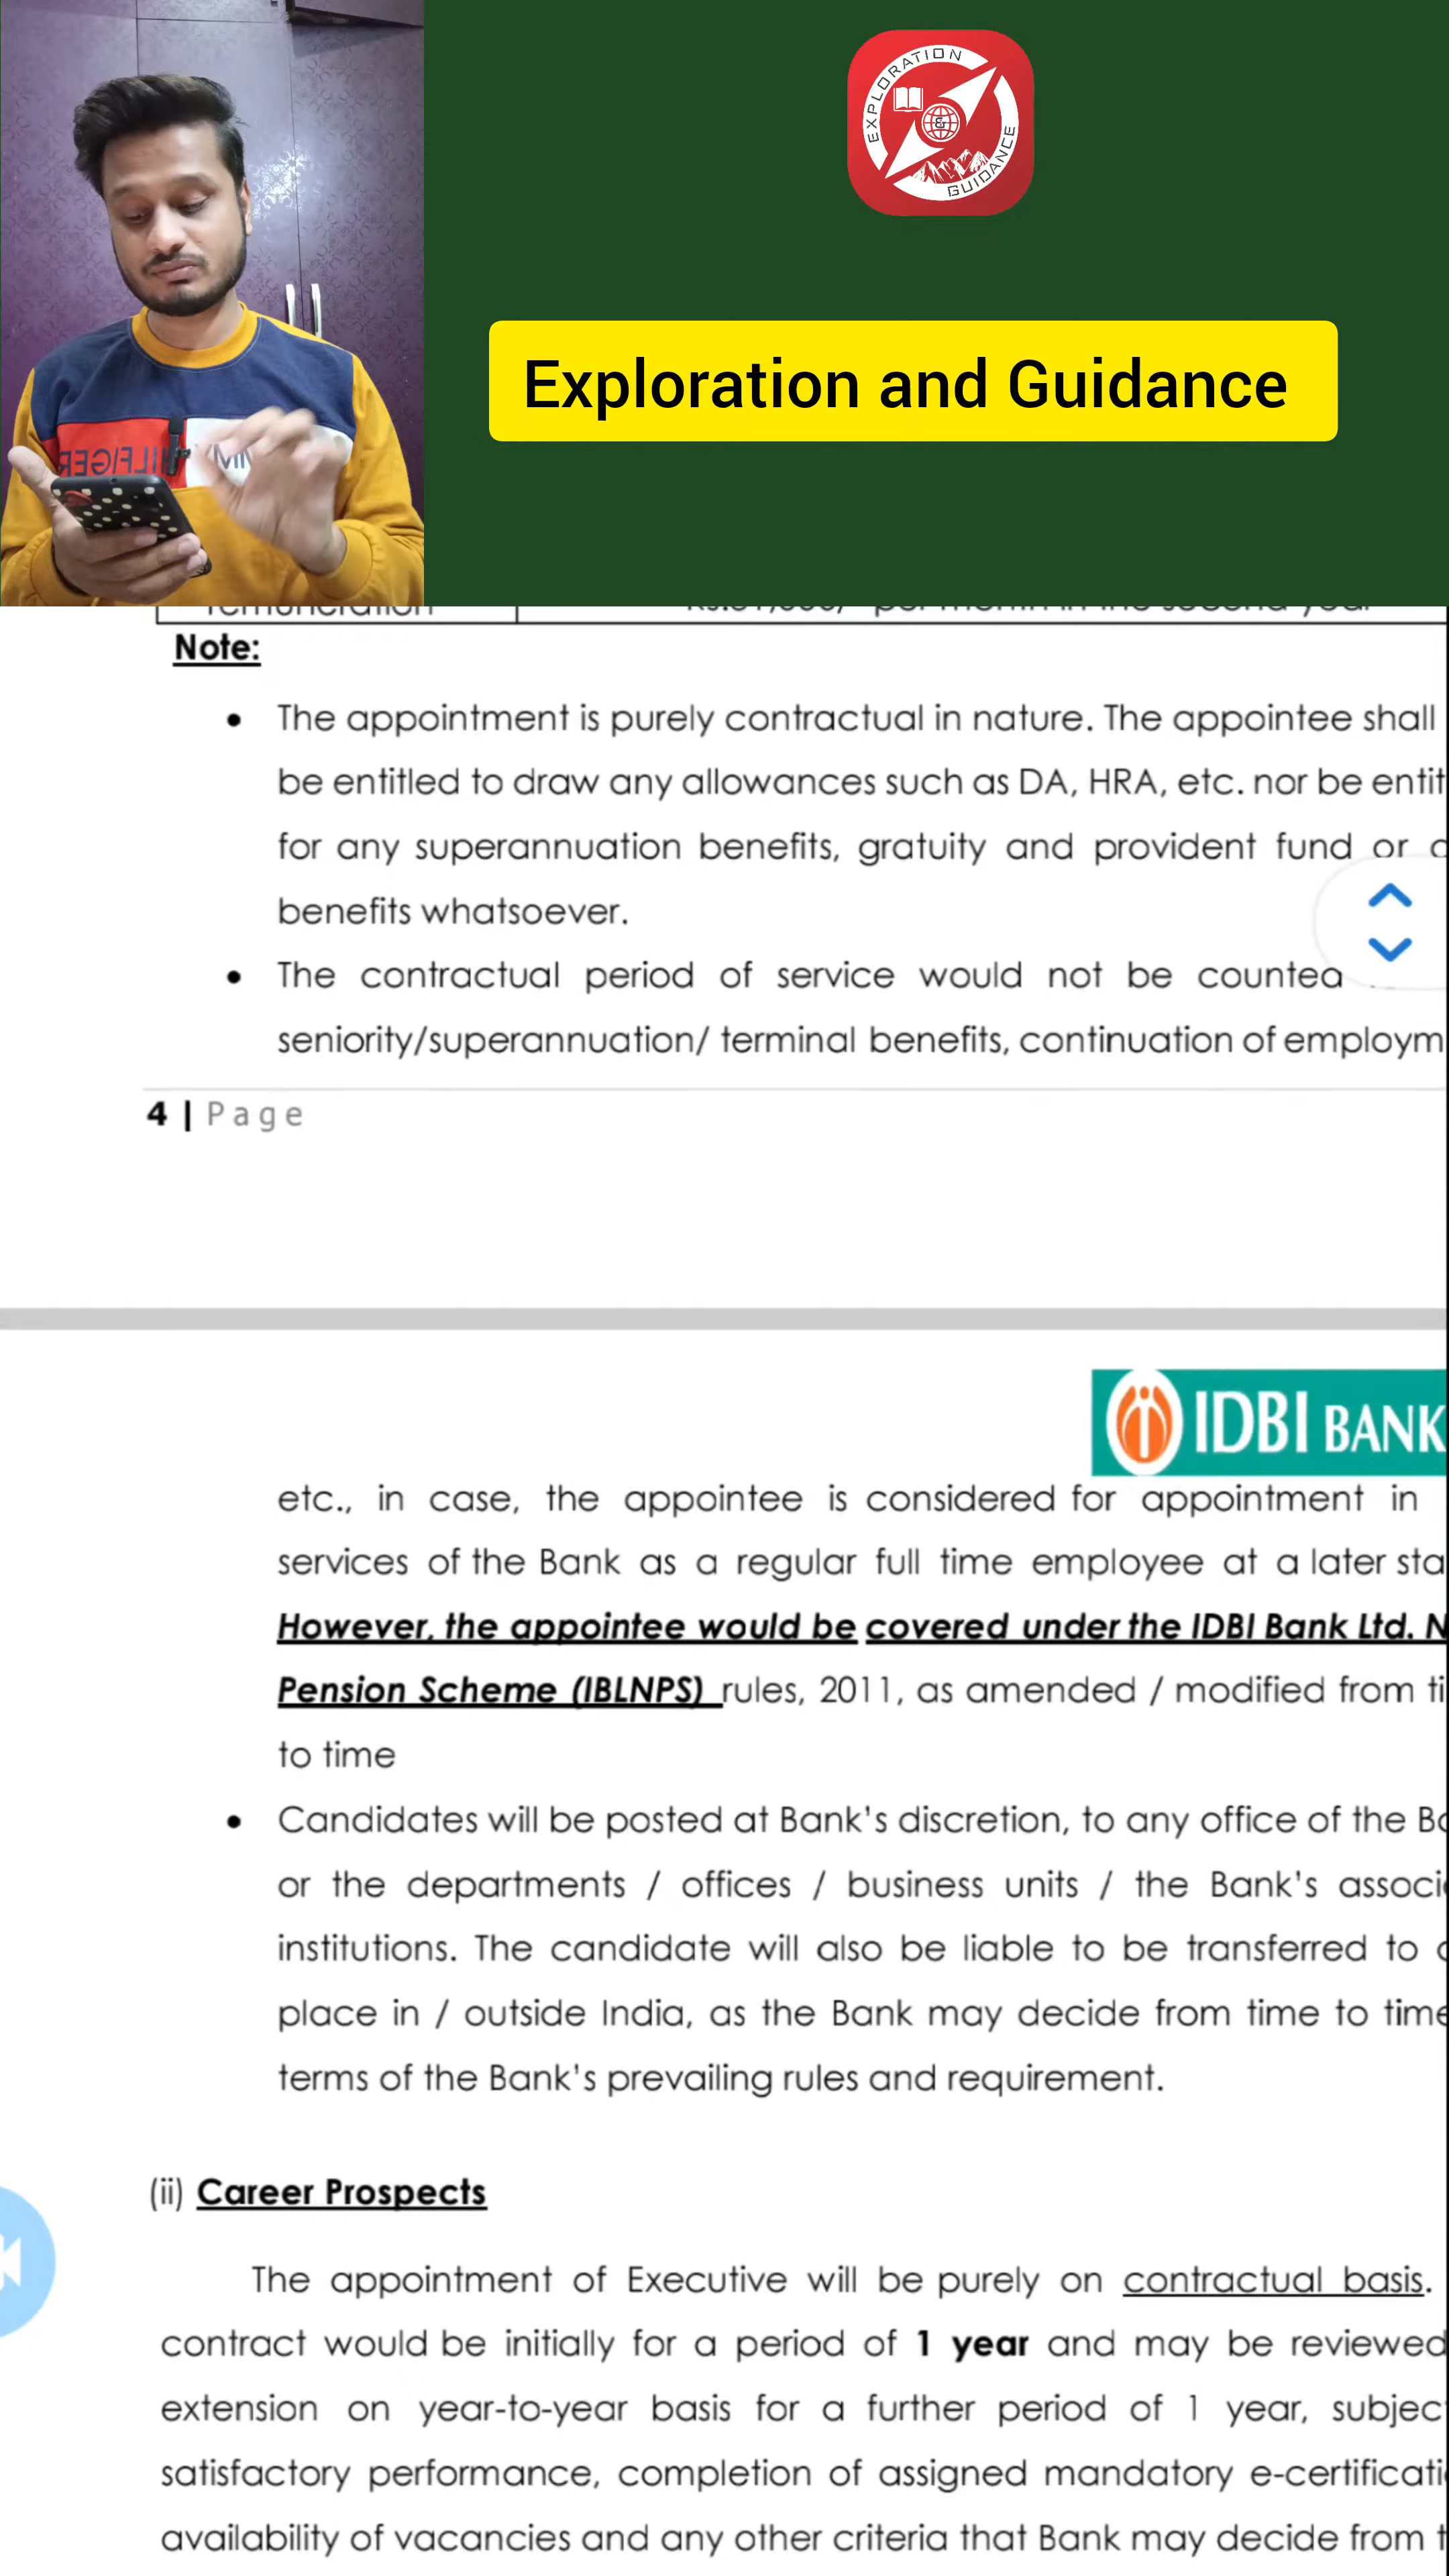 EXPLORATION
&
GUIDANCE
Exploration and Guidance
remuneration
per month in the second year
Note:
• The appointment is purely contractual in nature. The appointee shall
be entitled to draw any allowances such as DA, HRA, etc. nor be entit
for any superannuation benefits, gratuity and provident fund or
benefits whatsoever.
• The contractual period of service would not be counted
seniority/superannuation/ terminal benefits, continuation of employm
4 | Page
IDBI BANK
etc., in case, the appointee is considered for appointment in
services of the Bank as a regular full time employee at a later sta
However, the appointee would be covered under the IDBI Bank Ltd. N
Pension Scheme (IBLNPS) rules, 2011, as amended / modified from ti
to time
• Candidates will be posted at Bank's discretion, to any office of the Ba
or the departments / offices / business units / the Bank's associ
institutions. The candidate will also be liable to be transferred to
place in / outside India, as the Bank may decide from time to time
terms of the Bank's prevailing rules and requirement.
(ii) Career Prospects
The appointment of Executive will be purely on contractual basis.
contract would be initially for a period of 1 year and may be reviewed
extension on year-to-year basis for a further period of 1 year, subjec
satisfactory performance, completion of assigned mandatory e-certificati
availability of vacancies and any other criteria that Bank may decide from t